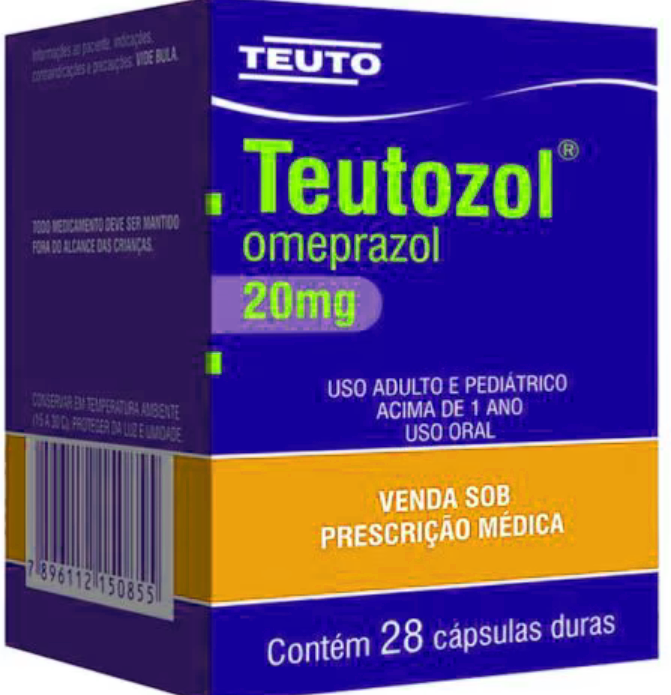 Informações ao paciente, indicações,
contraindicações e precauções: VIDE BULA.
TODO MEDICAMENTO DEVE SER MANTIDO
FORA DO ALCANCE DAS CRIANÇAS.
CONSERVAR EM TEMPERATURA AMBIENTE
(15 A 30 C). PROTEGER DA LUZ E UMIDADE.
7 896112 150855
TEUTO
Teutozol®
omeprazol
20mg
USO ADULTO E PEDIÁTRICO
ACIMA DE 1 ANO
USO ORAL
VENDA SOB
PRESCRIÇÃO MÉDICA
Contém 28 cápsulas duras